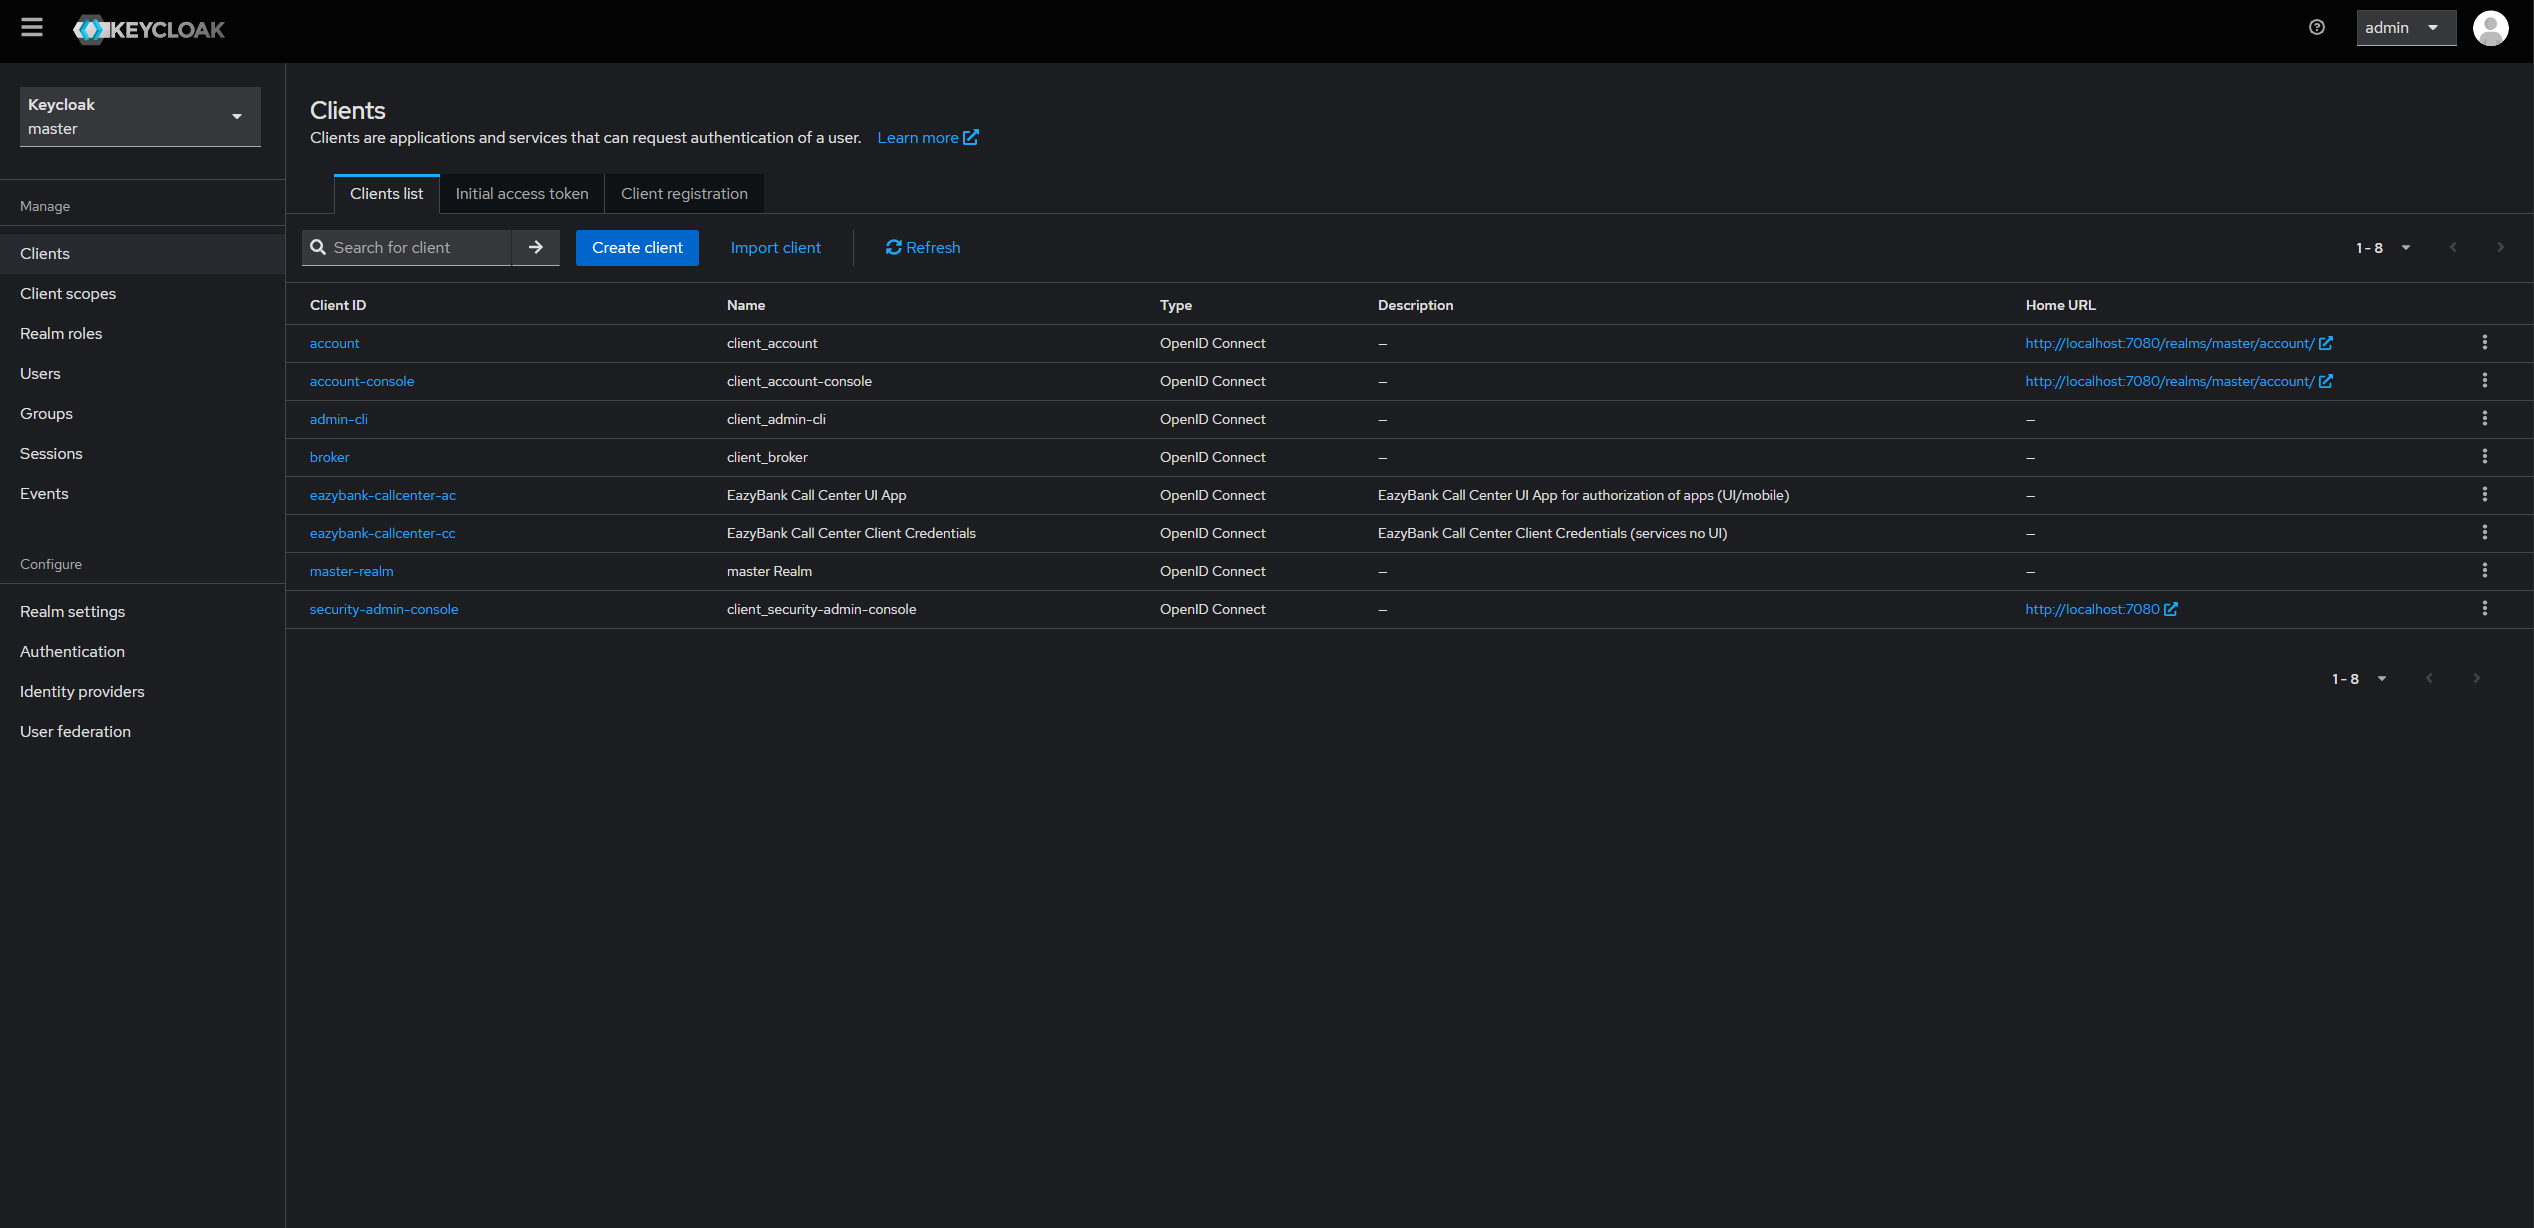 KEYCLOAK
admin
Keycloak
master
Manage
Clients
Client scopes
Realm roles
Users
Groups
Sessions
Events
Configure
Realm settings
Authentication
Identity providers
User federation
Clients
Clients are applications and services that can request authentication of a user. Learn more
Clients list Initial access token Client registration
Search for client Create client Import client Refresh 1 - 8
Client ID Name Type Description Home URL
account client_account OpenID Connect – http://localhost:7080/realms/master/account/
account-console client_account-console OpenID Connect – http://localhost:7080/realms/master/account/
admin-cli client_admin-cli OpenID Connect – –
broker client_broker OpenID Connect – –
eazybank-callcenter-ac EazyBank Call Center UI App OpenID Connect EazyBank Call Center UI App for authorization of apps (UI/mobile) –
eazybank-callcenter-cc EazyBank Call Center Client Credentials OpenID Connect EazyBank Call Center Client Credentials (services no UI) –
master-realm master Realm OpenID Connect – –
security-admin-console client_security-admin-console OpenID Connect – http://localhost:7080
1 - 8